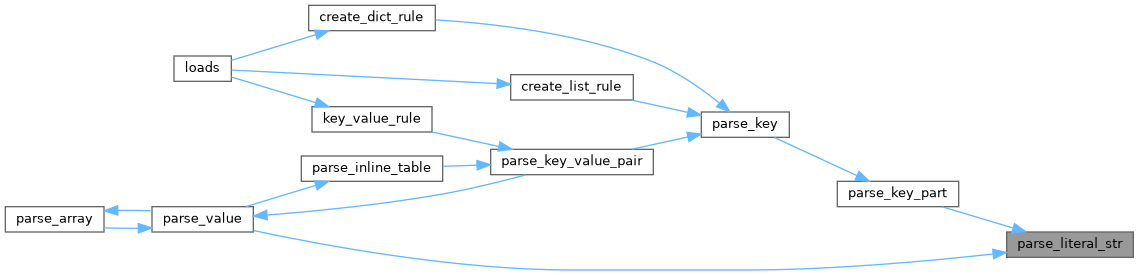 create_dict_rule
loads
create_list_rule
key_value_rule
parse_key
parse_key_value_pair
parse_inline_table
parse_key_part
parse_array
parse_value
parse_literal_str